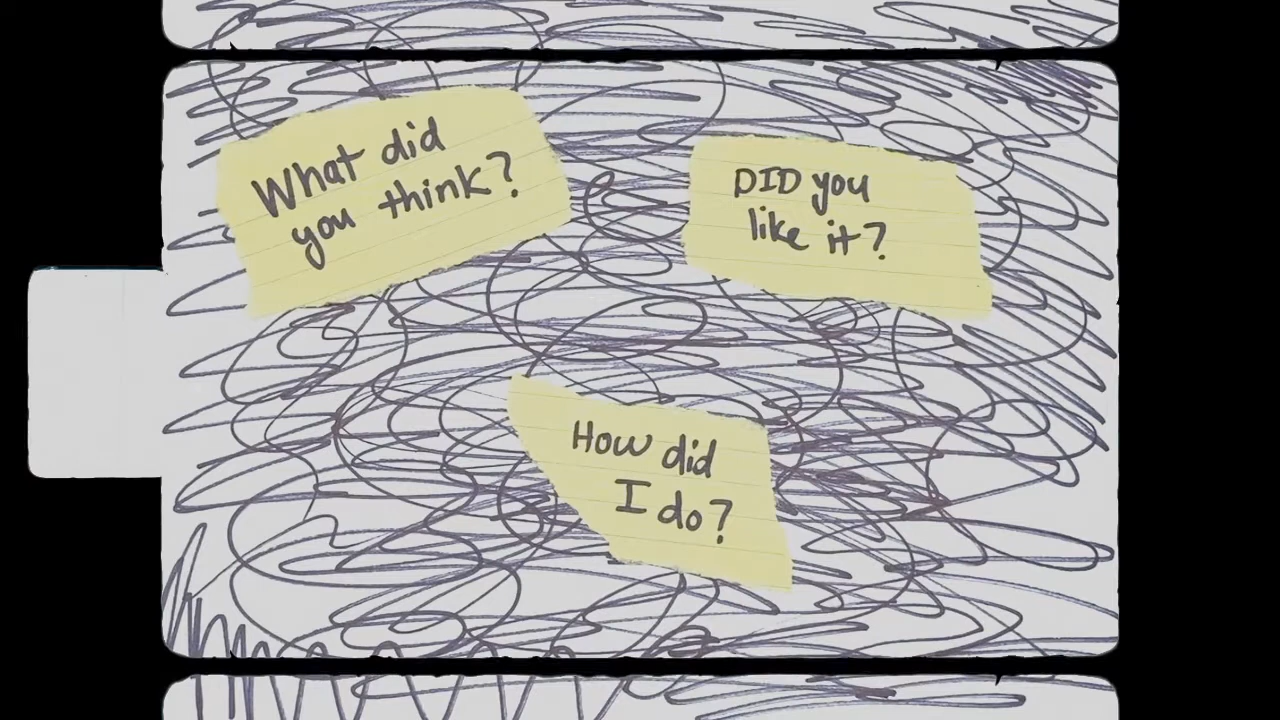 What did
you think?
DID you
like it?
How did
I do?